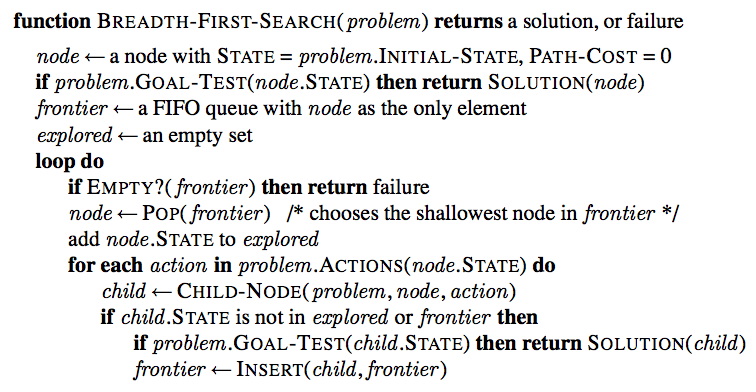 function BREADTH-FIRST-SEARCH(problem) returns a solution, or failure
node ← a node with STATE = problem.INITIAL-STATE, PATH-COST = 0
if problem.GOAL-TEST(node.STATE) then return SOLUTION(node)
frontier ← a FIFO queue with node as the only element
explored ← an empty set
loop do
if EMPTY?(frontier) then return failure
node ← POP(frontier) /* chooses the shallowest node in frontier */
add node.STATE to explored
for each action in problem.ACTIONS(node.STATE) do
child ← CHILD-NODE(problem, node, action)
if child.STATE is not in explored or frontier then
if problem.GOAL-TEST(child.STATE) then return SOLUTION(child)
frontier ← INSERT(child, frontier)